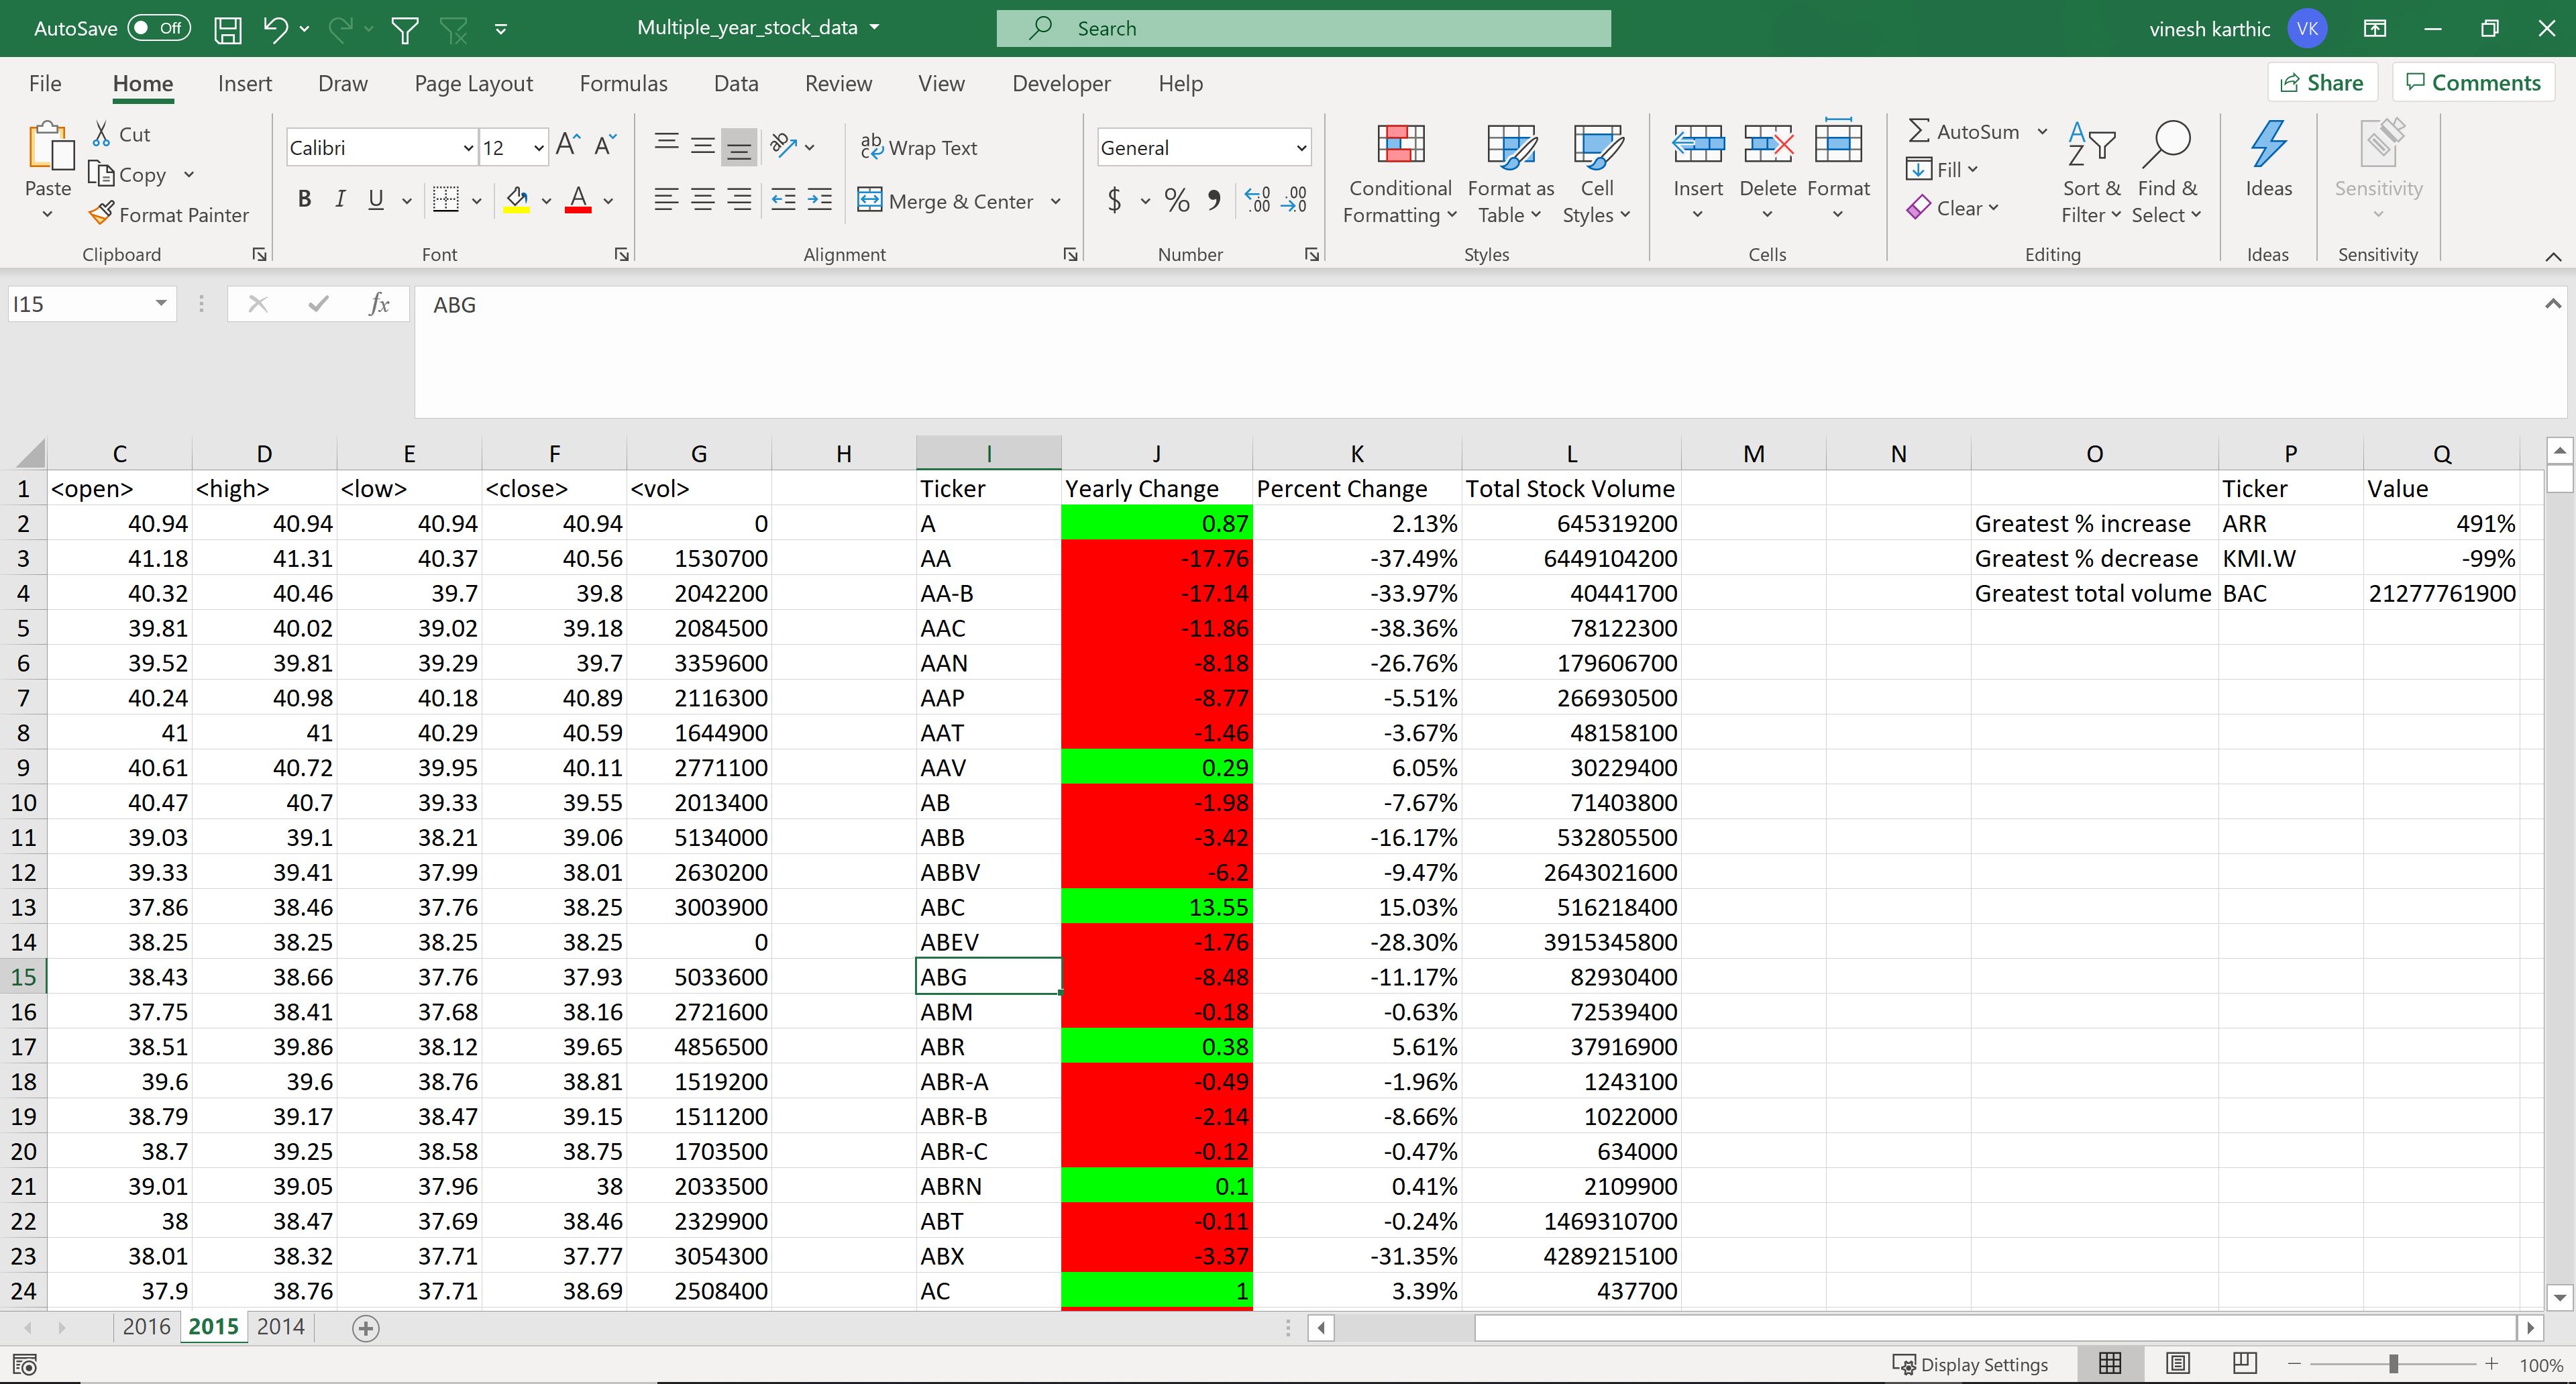 AutoSave Off Multiple_year_stock_data Search vinesh karthic VK
File Home Insert Draw Page Layout Formulas Data Review View Developer Help Share Comments
Paste Cut Copy Format Painter Clipboard
Calibri 12 B I U A Font
ab Wrap Text Merge & Center Alignment
General $ % , Number
Conditional Formatting Format as Table Cell Styles Styles
Insert Delete Format Cells
AutoSum Fill Clear Sort & Filter Find & Select Editing
Ideas Ideas
Sensitivity Sensitivity
I15 fx ABG
C D E F G H I J K L M N O P Q
1 <open> <high> <low> <close> <vol> Ticker Yearly Change Percent Change Total Stock Volume Ticker Value
2 40.94 40.94 40.94 40.94 0 A 0.87 2.13% 645319200 Greatest % increase ARR 491%
3 41.18 41.31 40.37 40.56 1530700 AA -17.76 -37.49% 6449104200 Greatest % decrease KMI.W -99%
4 40.32 40.46 39.7 39.8 2042200 AA-B -17.14 -33.97% 40441700 Greatest total volume BAC 21277761900
5 39.81 40.02 39.02 39.18 2084500 AAC -11.86 -38.36% 78122300
6 39.52 39.81 39.29 39.7 3359600 AAN -8.18 -26.76% 179606700
7 40.24 40.98 40.18 40.89 2116300 AAP -8.77 -5.51% 266930500
8 41 41 40.29 40.59 1644900 AAT -1.46 -3.67% 48158100
9 40.61 40.72 39.95 40.11 2771100 AAV 0.29 6.05% 30229400
10 40.47 40.7 39.33 39.55 2013400 AB -1.98 -7.67% 71403800
11 39.03 39.1 38.21 39.06 5134000 ABB -3.42 -16.17% 532805500
12 39.33 39.41 37.99 38.01 2630200 ABBV -6.2 -9.47% 2643021600
13 37.86 38.46 37.76 38.25 3003900 ABC 13.55 15.03% 516218400
14 38.25 38.25 38.25 38.25 0 ABEV -1.76 -28.30% 3915345800
15 38.43 38.66 37.76 37.93 5033600 ABG -8.48 -11.17% 82930400
16 37.75 38.41 37.68 38.16 2721600 ABM -0.18 -0.63% 72539400
17 38.51 39.86 38.12 39.65 4856500 ABR 0.38 5.61% 37916900
18 39.6 39.6 38.76 38.81 1519200 ABR-A -0.49 -1.96% 1243100
19 38.79 39.17 38.47 39.15 1511200 ABR-B -2.14 -8.66% 1022000
20 38.7 39.25 38.58 38.75 1703500 ABR-C -0.12 -0.47% 634000
21 39.01 39.05 37.96 38 2033500 ABRN 0.1 0.41% 2109900
22 38 38.47 37.69 38.46 2329900 ABT -0.11 -0.24% 1469310700
23 38.01 38.32 37.71 37.77 3054300 ABX -3.37 -31.35% 4289215100
24 37.9 38.76 37.71 38.69 2508400 AC 1 3.39% 437700
2016 2015 2014
Display Settings 100%